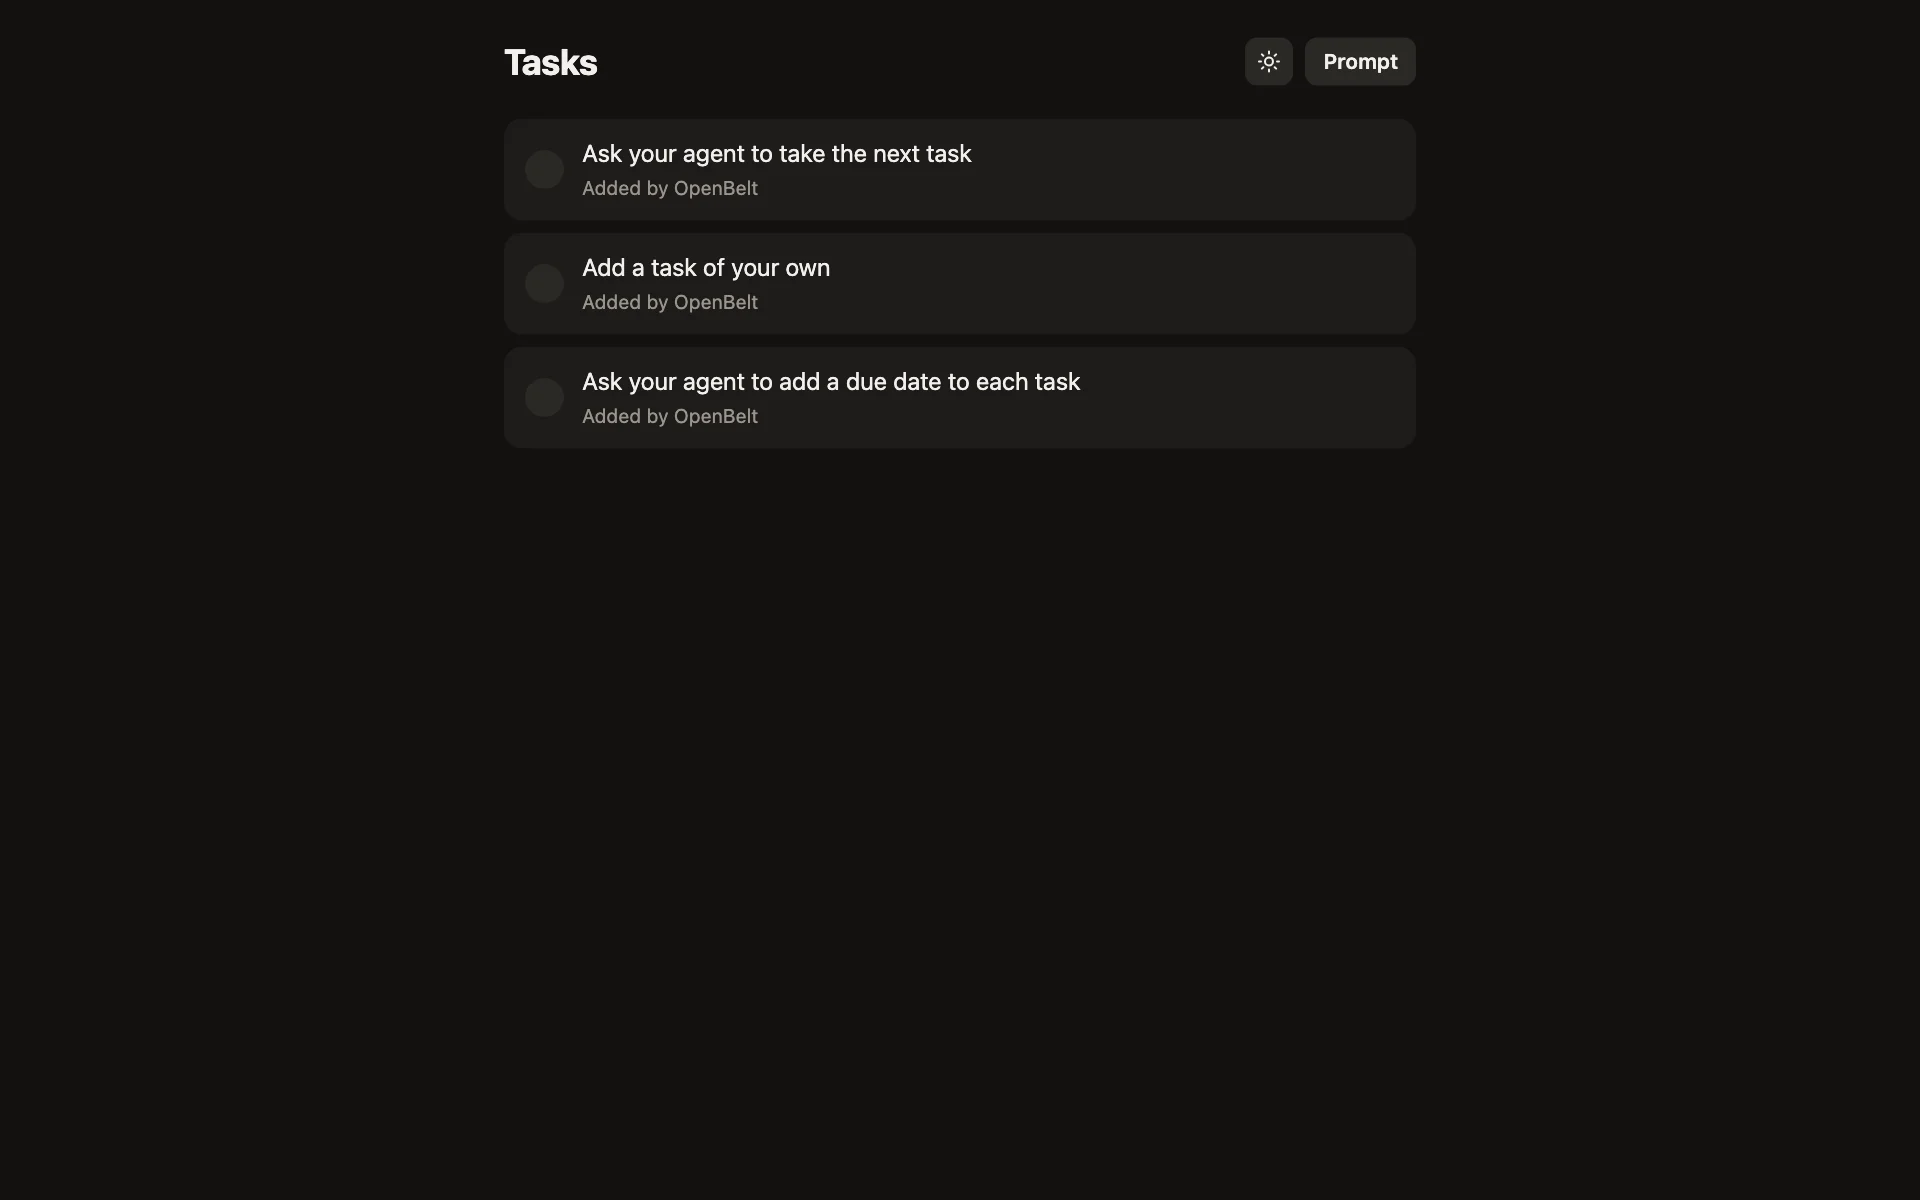 Tasks
Prompt
Ask your agent to take the next task
Added by OpenBelt
Add a task of your own
Added by OpenBelt
Ask your agent to add a due date to each task
Added by OpenBelt